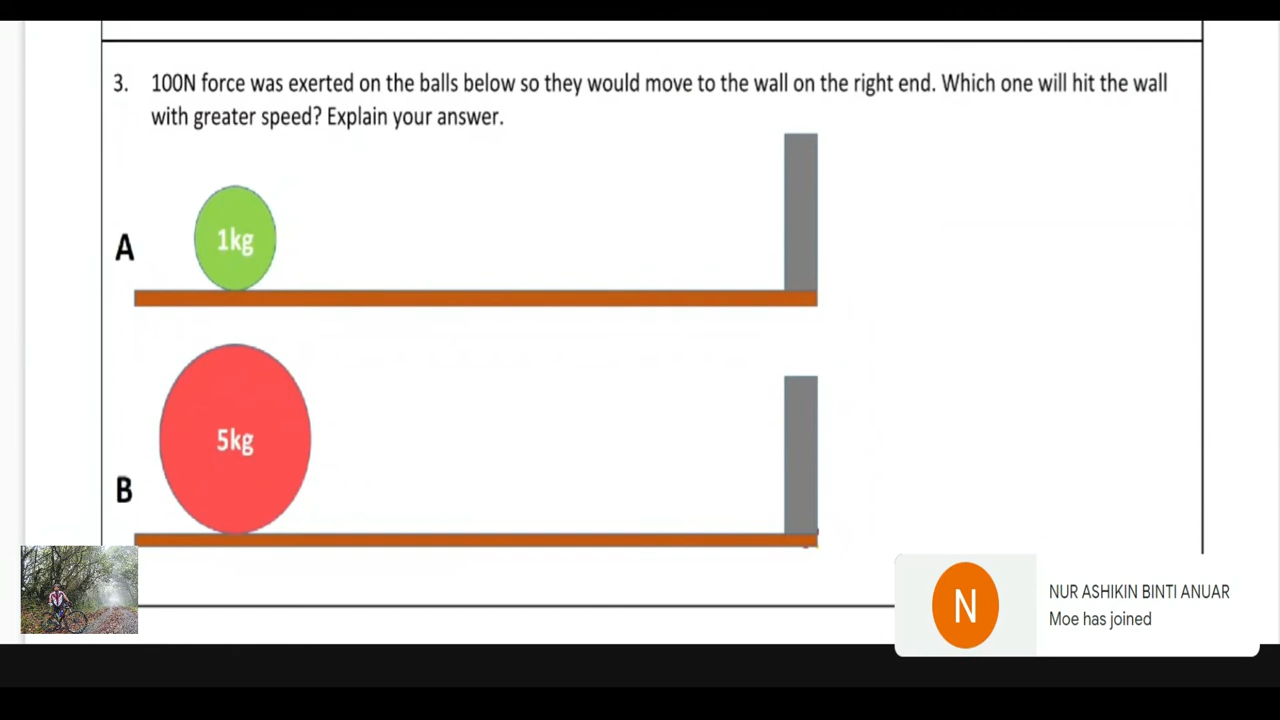 3. 100N force was exerted on the balls below so they would move to the wall on the right end. Which one will hit the wall
with greater speed? Explain your answer.
1kg
A
5kg
B
N
NUR ASHIKIN BINTI ANUAR
Moe has joined